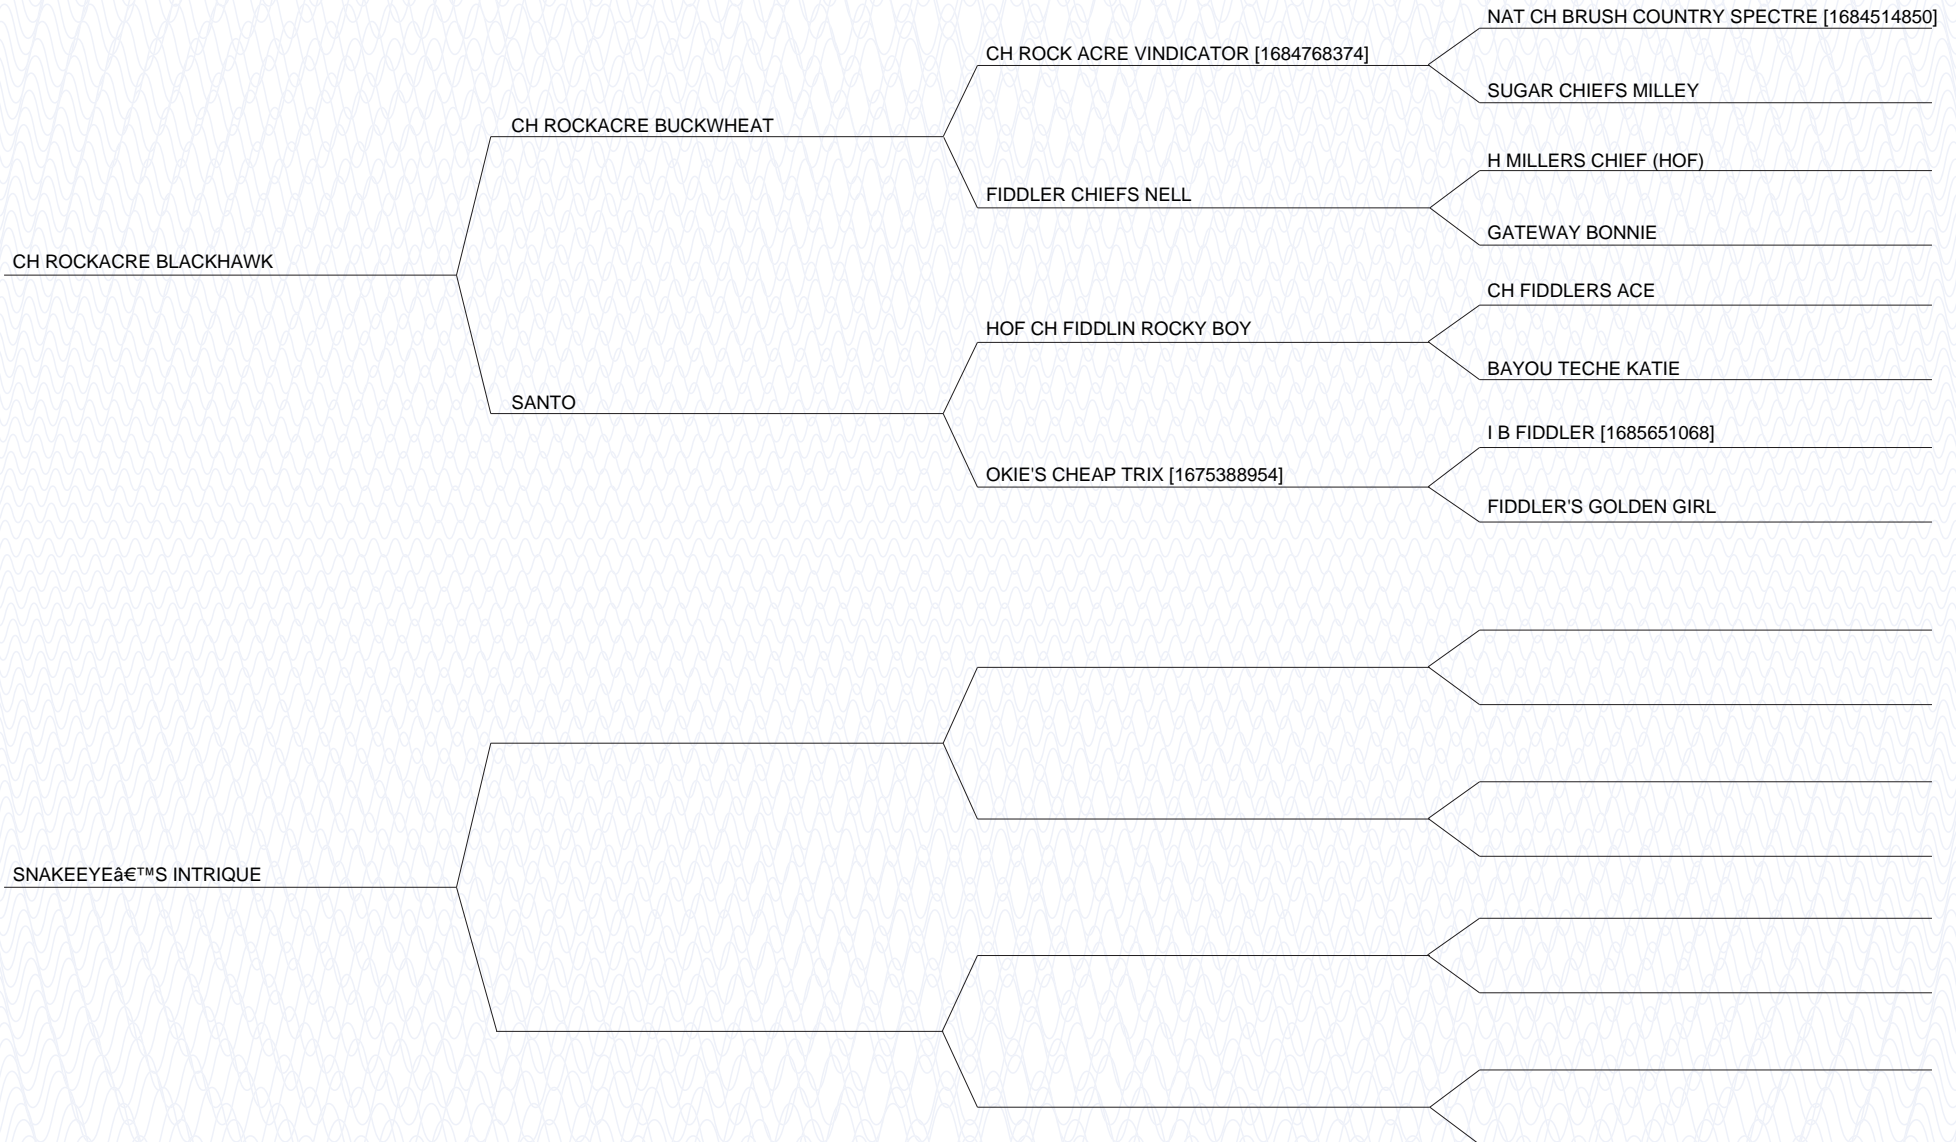 NAT CH BRUSH COUNTRY SPECTRE [1684514850]
CH ROCK ACRE VINDICATOR [1684768374]
SUGAR CHIEFS MILLEY
CH ROCKACRE BUCKWHEAT
H MILLERS CHIEF (HOF)
FIDDLER CHIEFS NELL
GATEWAY BONNIE
CH ROCKACRE BLACKHAWK
CH FIDDLERS ACE
HOF CH FIDDLIN ROCKY BOY
BAYOU TECHE KATIE
SANTO
I B FIDDLER [1685651068]
OKIE'S CHEAP TRIX [1675388954]
FIDDLER'S GOLDEN GIRL
SNAKEEYEâ€™S INTRIQUE